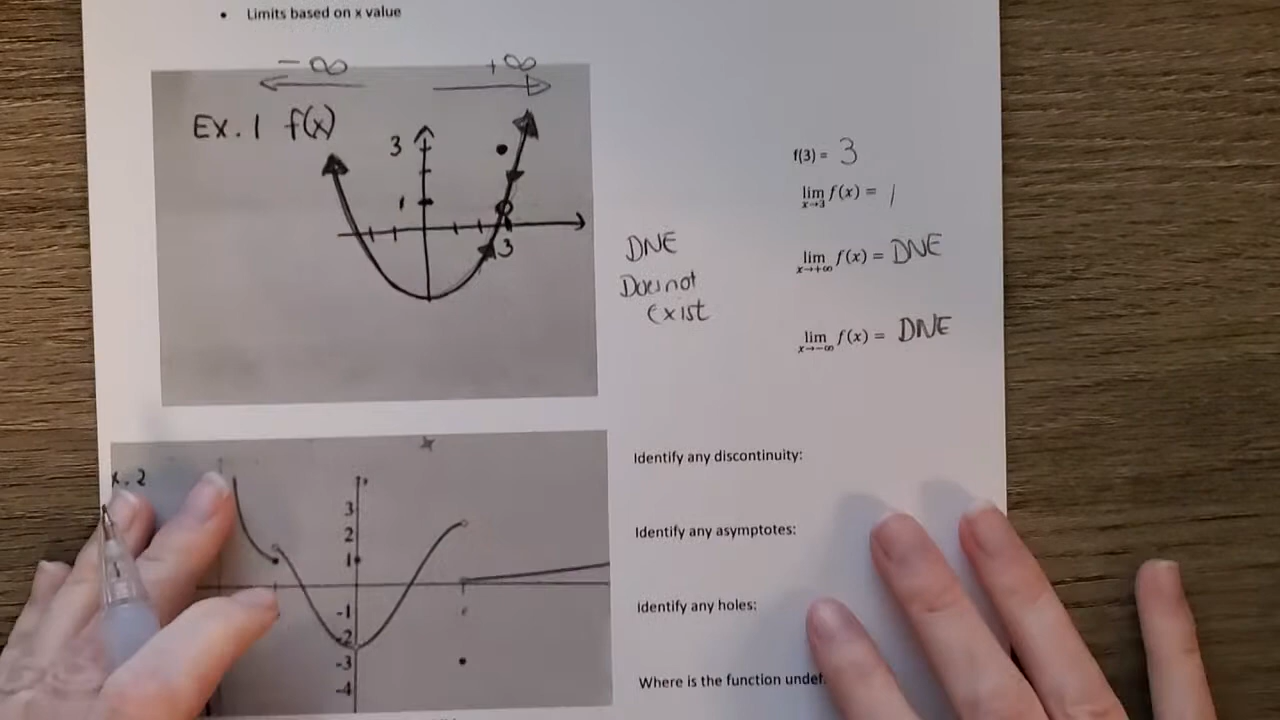 • Limits based on x value
- ∞ + ∞
Ex. 1 f(x)
3
1
3
DNE
Does not
Exist
f(3) = 3
lim f(x) = 1
x→3
lim f(x) = DNE
x→+∞
lim f(x) = DNE
x→-∞
x. 2
3
2
1
-1
-2
-3
-4
Identify any discontinuity:
Identify any asymptotes:
Identify any holes:
Where is the function undef